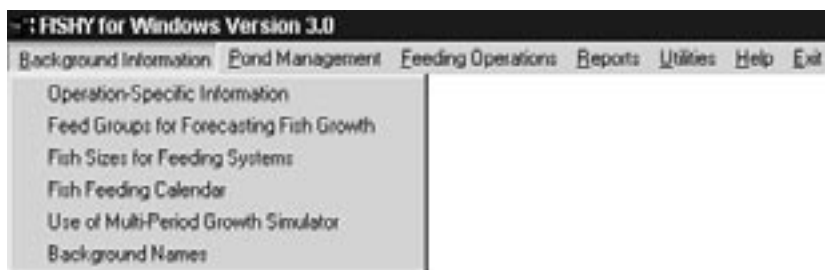 FISHY for Windows Version 3.0
Background Information Pond Management Feeding Operations Reports Utilities Help Exit
Operation-Specific Information
Feed Groups for Forecasting Fish Growth
Fish Sizes for Feeding Systems
Fish Feeding Calendar
Use of Multi-Period Growth Simulator
Background Names